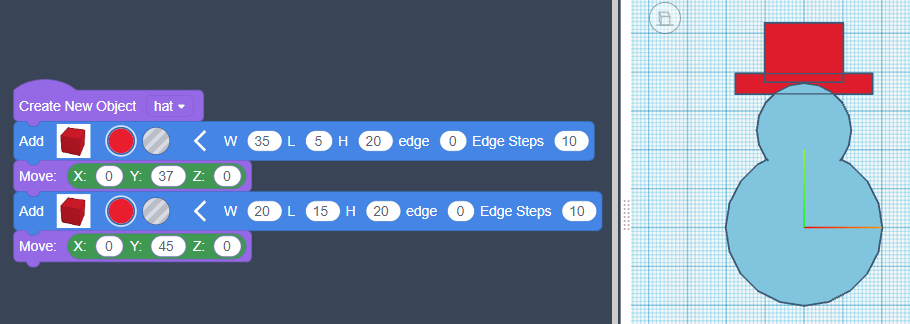 Create New Object hat
Add W 35 L 5 H 20 edge 0 Edge Steps 10
Move: X: 0 Y: 37 Z: 0
Add W 20 L 15 H 20 edge 0 Edge Steps 10
Move: X: 0 Y: 45 Z: 0